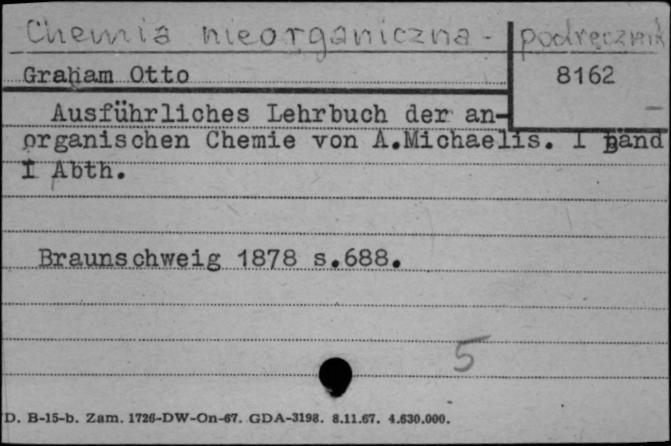 Chemia nieorganiczna - podręcznik
Graham Otto
8162
Ausführliches Lehrbuch der an-
organischen Chemie von A.Michaelis. I Band
I Abth.
Braunschweig 1878 s.688.
5
D. B-15-b. Zam. 1726-DW-On-67. GDA-3198. 8.11.67. 4.630.000.